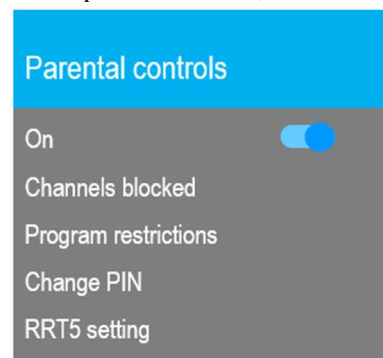 Parental controls
On
Channels blocked
Program restrictions
Change PIN
RRT5 setting